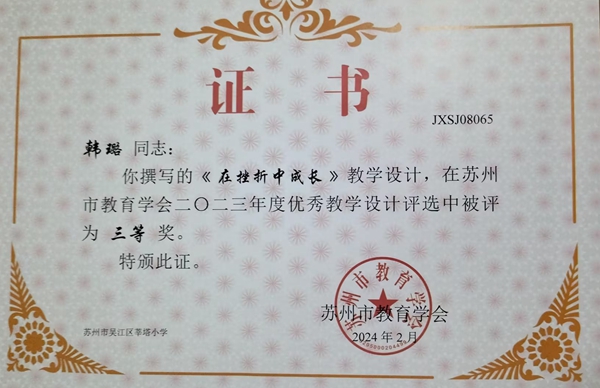 证书
JXSJ08065
韩璐 同志：
你撰写的《在挫折中成长》教学设计，在苏州
市教育学会二〇二三年度优秀教学设计评选中被评
为 三等 奖。
特颁此证。
苏州市教育学会
苏州市教育学会
2024年2月
苏州市吴江区莘塔小学